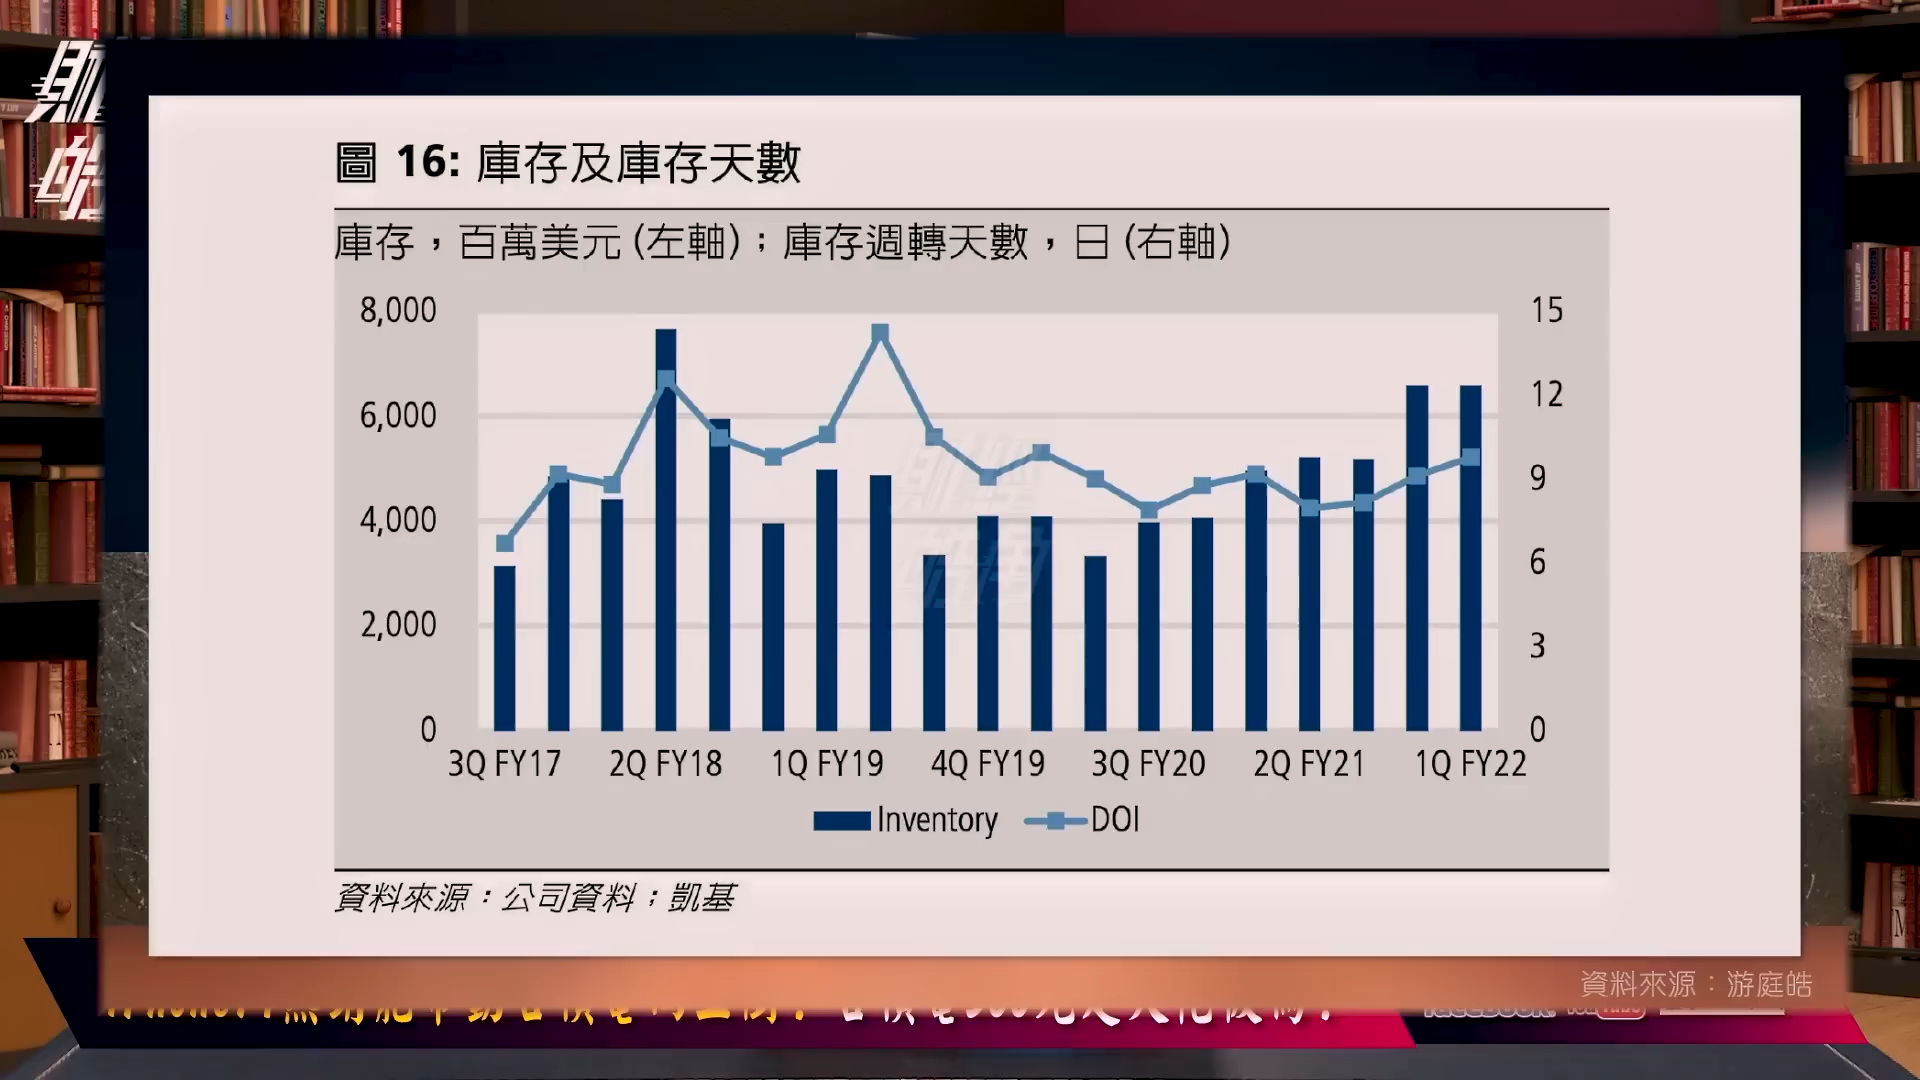 圖 16: 庫存及庫存天數
庫存，百萬美元 (左軸)；庫存週轉天數，日 (右軸)
8,000
6,000
4,000
2,000
0
15
12
9
6
3
0
3Q FY17 2Q FY18 1Q FY19 4Q FY19 3Q FY20 2Q FY21 1Q FY22
Inventory DOI
資料來源：公司資料；凱基
資料來源：游庭皓